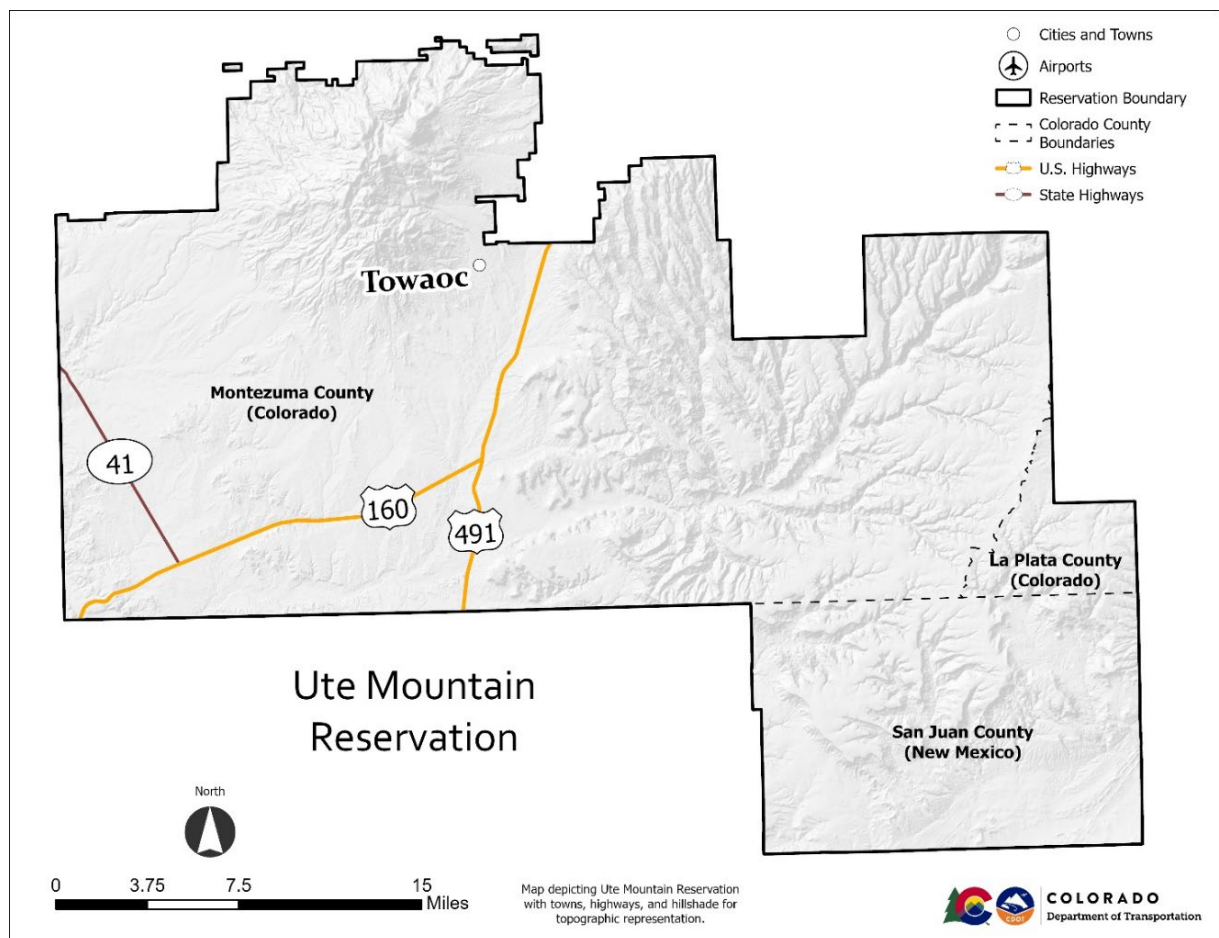 Cities and Towns
Airports
Reservation Boundary
Colorado County
Boundaries
U.S. Highways
State Highways
Towaoc
Montezuma County
(Colorado)
41
160
491
La Plata County
(Colorado)
Ute Mountain
Reservation
San Juan County
(New Mexico)
North
0 3.75 7.5 15
Miles
Map depicting Ute Mountain Reservation
with towns, highways, and hillshade for
topographic representation.
CDOT
COLORADO
Department of Transportation